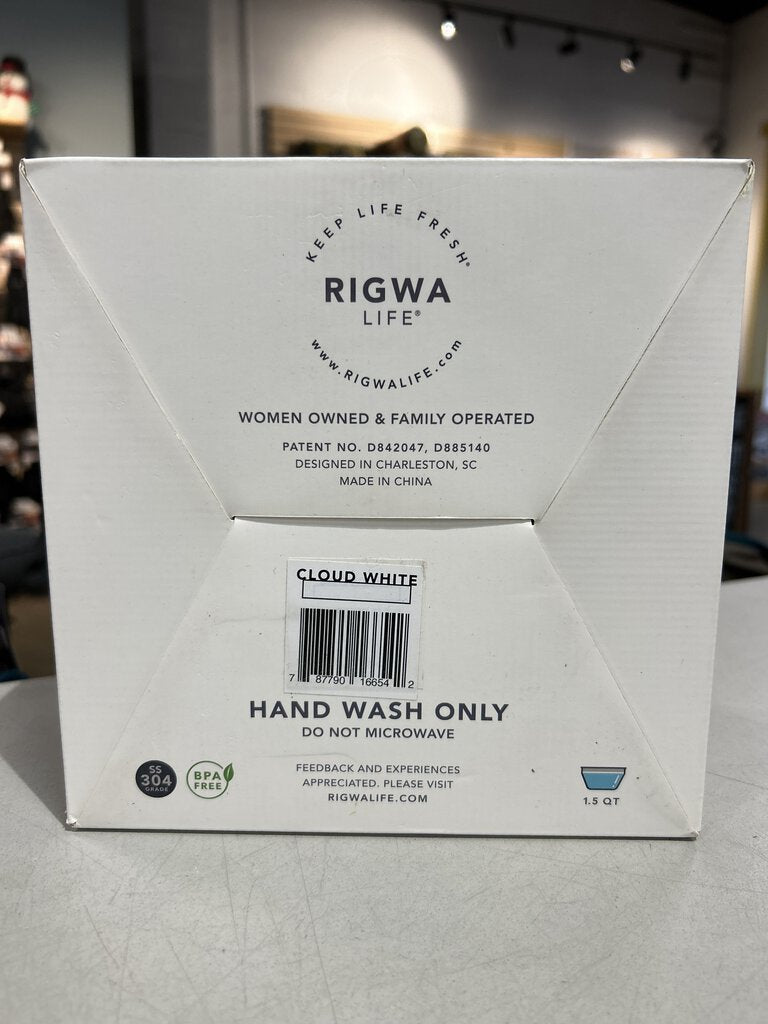 KEEP LIFE FRESH®
RIGWA
LIFE®
www.RIGWALIFE.com
WOMEN OWNED & FAMILY OPERATED
PATENT NO. D842047, D885140
DESIGNED IN CHARLESTON, SC
MADE IN CHINA
CLOUD WHITE
7 87790 16654 2
HAND WASH ONLY
DO NOT MICROWAVE
SS
304
GRADE
BPA
FREE
FEEDBACK AND EXPERIENCES
APPRECIATED. PLEASE VISIT
RIGWALIFE.COM
1.5 QT